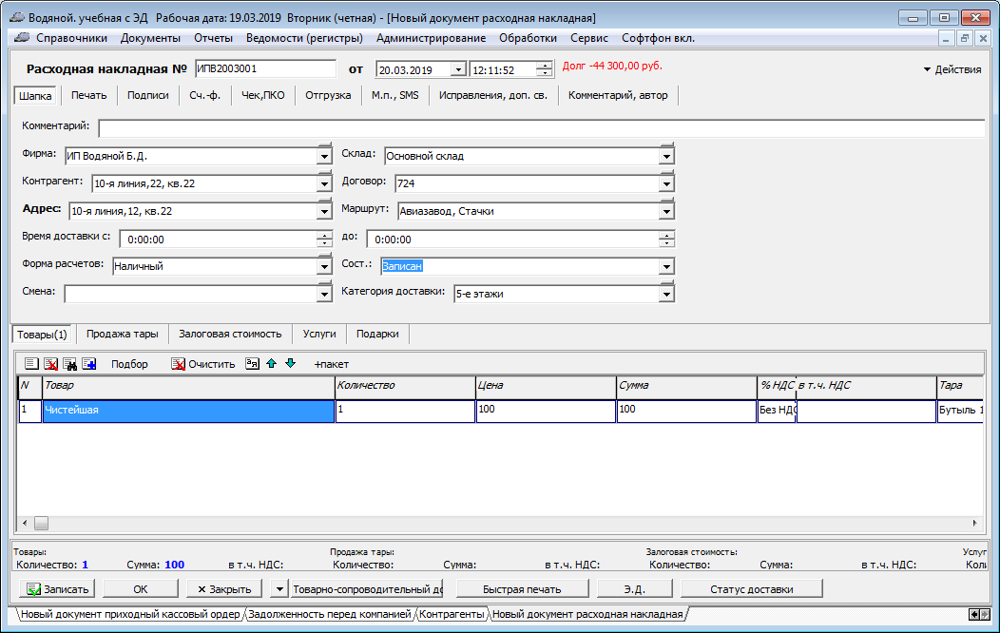 Водяной. учебная с ЭД Рабочая дата: 19.03.2019 Вторник (четная) - [Новый документ расходная накладная]
Справочники Документы Отчеты Ведомости (регистры) Администрирование Обработки Сервис Софтфон вкл.
Расходная накладная № ИПВ2003001 от 20.03.2019 12:11:52 Долг -44 300,00 руб. Действия
Шапка Печать Подписи Сч.-ф. Чек,ПКО Отгрузка М.п., SMS Исправления, доп. св. Комментарий, автор
Комментарий:
Фирма: ИП Водяной Б.Д. Склад: Основной склад
Контрагент: 10-я линия,22, кв.22 Договор: 724
Адрес: 10-я линия,12, кв.22 Маршрут: Авиазавод, Стачки
Время доставки с: 0:00:00 до: 0:00:00
Форма расчетов: Наличный Сост.: Записан
Смена: Категория доставки: 5-е этажи
Товары(1) Продажа тары Залоговая стоимость Услуги Подарки
Подбор Очистить +пакет
N Товар Количество Цена Сумма % НДС в т.ч. НДС Тара
1 Чистейшая 1 100 100 Без НДС Бутыль 1
Товары: Продажа тары: Залоговая стоимость: Услуг
Количество: 1 Сумма: 100 в т.ч. НДС: Количество: Сумма: в т.ч. НДС: Количество: Сумма: в т.ч. НДС: Коли
Записать OK Закрыть Товарно-сопроводительный до Быстрая печать Э.Д. Статус доставки
Новый документ приходный кассовый ордер Задолженность перед компанией Контрагенты Новый документ расходная накладная